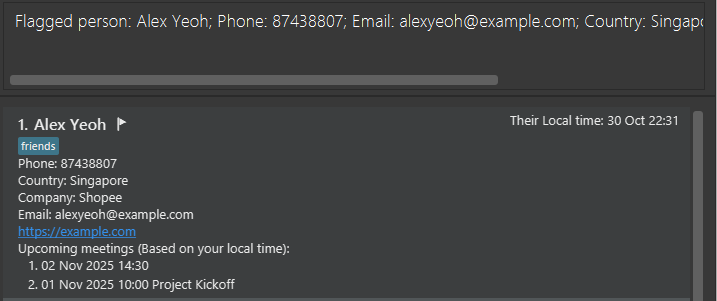 Flagged person: Alex Yeoh; Phone: 87438807; Email: alexyeoh@example.com; Country: Singapo
1. Alex Yeoh
Their Local time: 30 Oct 22:31
friends
Phone: 87438807
Country: Singapore
Company: Shopee
Email: alexyeoh@example.com
https://example.com
Upcoming meetings (Based on your local time):
1. 02 Nov 2025 14:30
2. 01 Nov 2025 10:00 Project Kickoff